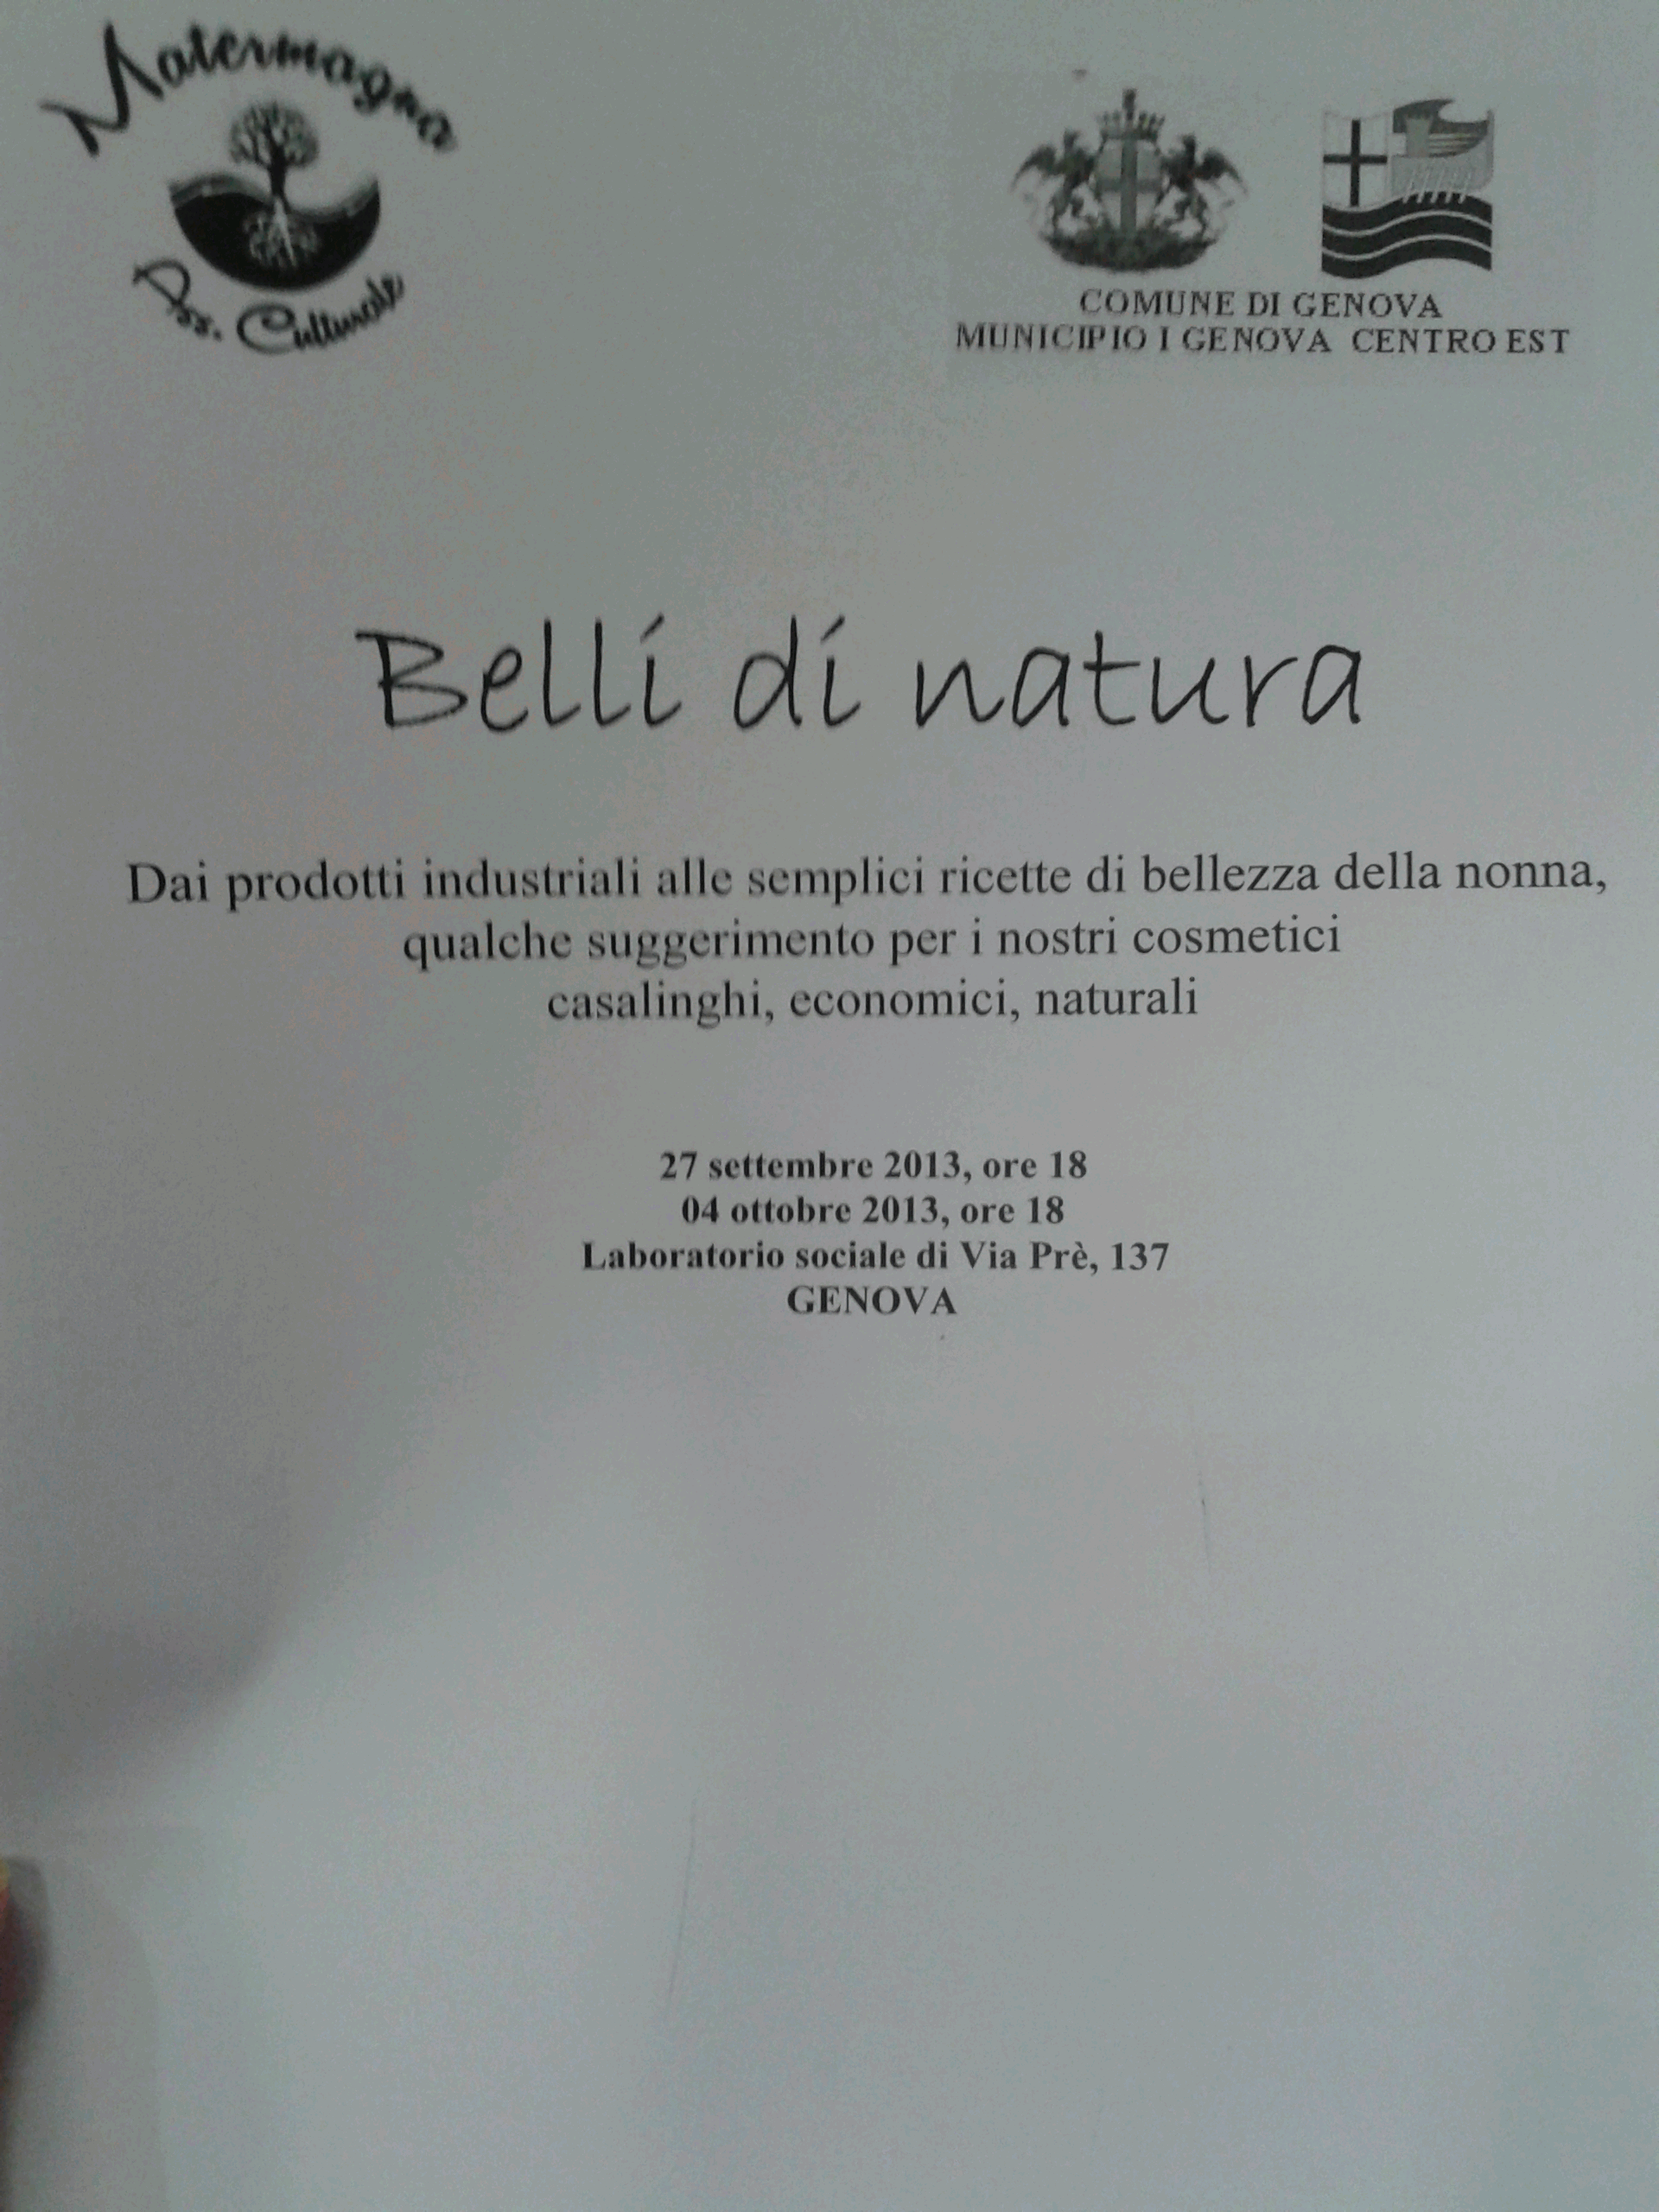 Matermagna
Ass. Culturale
COMUNE DI GENOVA
MUNICIPIO I GENOVA CENTRO EST
Belli di natura
Dai prodotti industriali alle semplici ricette di bellezza della nonna,
qualche suggerimento per i nostri cosmetici
casalinghi, economici, naturali
27 settembre 2013, ore 18
04 ottobre 2013, ore 18
Laboratorio sociale di Via Prè, 137
GENOVA